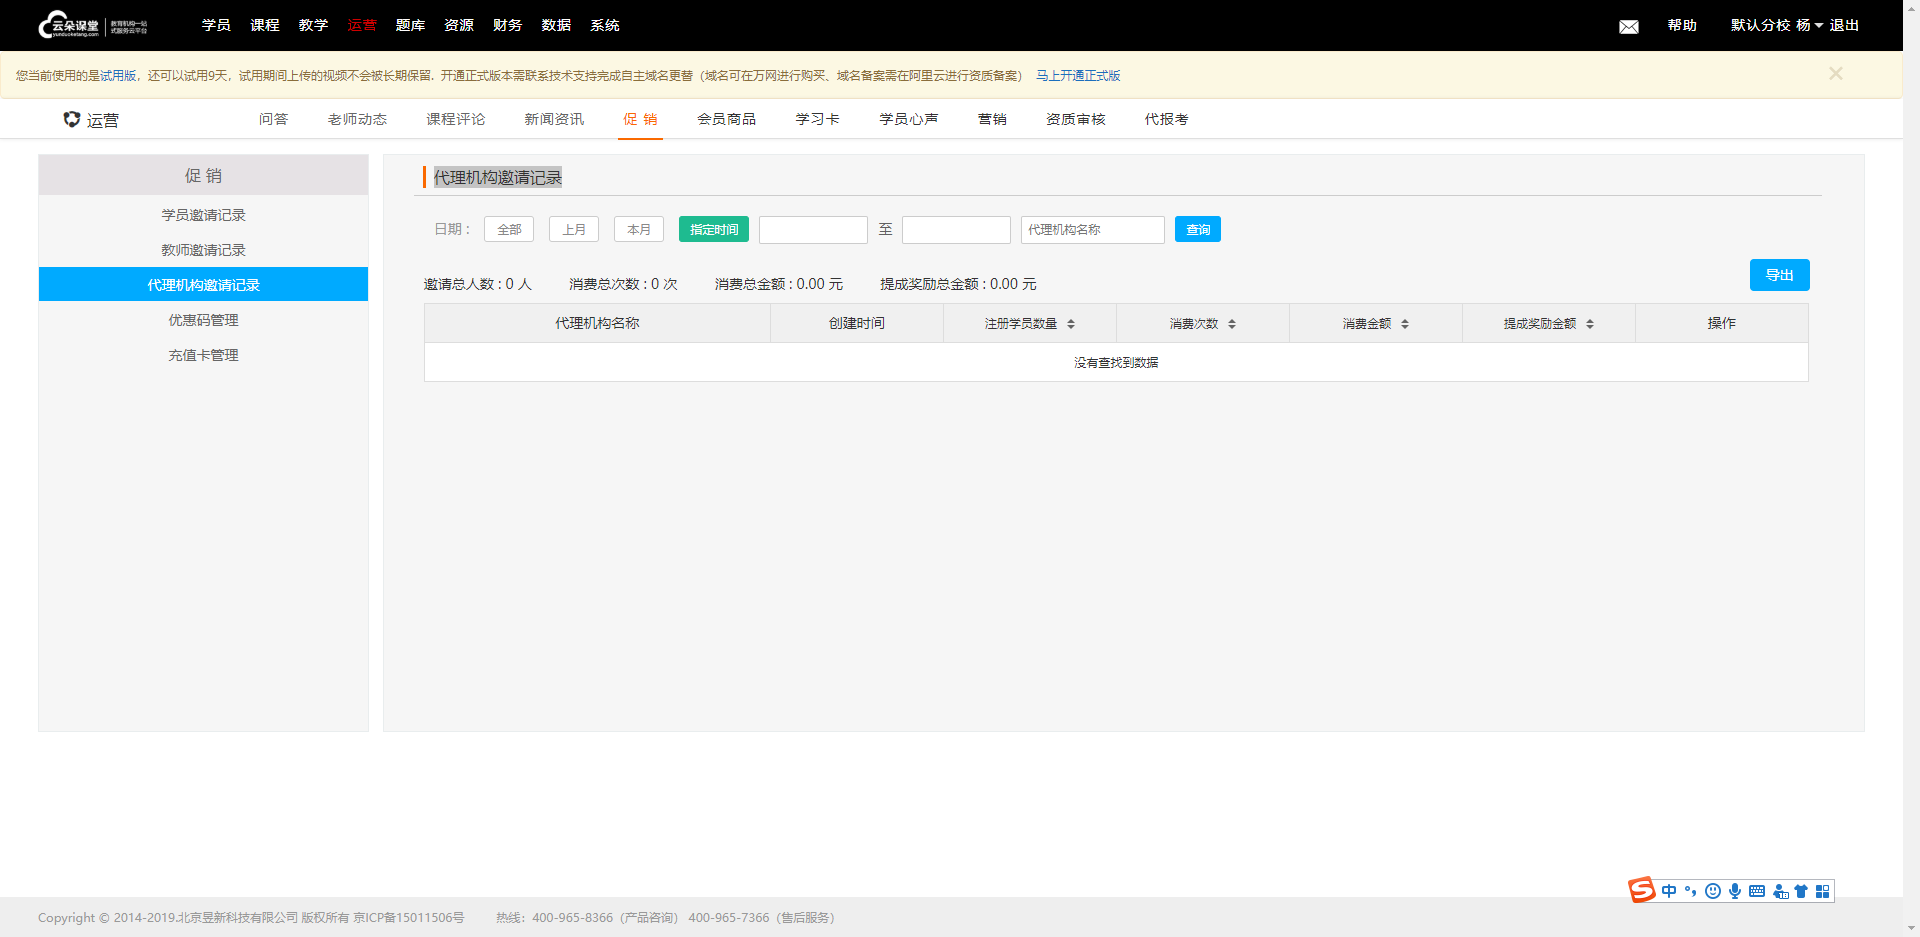 云朵课堂 yunduoketang.com 教育机构一站式服务云平台
学员 课程 教学 运营 题库 资源 财务 数据 系统 帮助 默认分校 杨 退出
您当前使用的是试用版，还可以试用9天，试用期间上传的视频不会被长期保留. 开通正式版本需联系技术支持完成自主域名更替（域名可在万网进行购买、域名备案需在阿里云进行资质备案） 马上开通正式版 ×
运营 问答 老师动态 课程评论 新闻资讯 促 销 会员商品 学习卡 学员心声 营销 资质审核 代报考
促 销
学员邀请记录
教师邀请记录
代理机构邀请记录
优惠码管理
充值卡管理
代理机构邀请记录
日期： 全部 上月 本月 指定时间 至 代理机构名称 查询
邀请总人数 : 0 人 消费总次数 : 0 次 消费总金额 : 0.00 元 提成奖励总金额 : 0.00 元 导出
代理机构名称 创建时间 注册学员数量 消费次数 消费金额 提成奖励金额 操作
没有查找到数据
S 中
Copyright © 2014-2019.北京昱新科技有限公司 版权所有 京ICP备15011506号 热线：400-965-8366（产品咨询） 400-965-7366（售后服务）